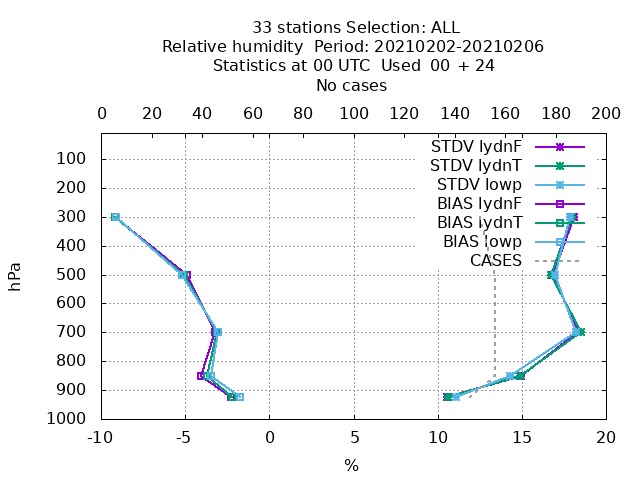 33 stations Selection: ALL
Relative humidity  Period: 20210202-20210206
Statistics at 00 UTC  Used  00 + 24
No cases
0 20 40 60 80 100 120 140 160 180 200
STDV lydnF
STDV lydnT
STDV lowp
BIAS lydnF
BIAS lydnT
BIAS lowp
CASES
hPa
100
200
300
400
500
600
700
800
900
1000
-10 -5 0 5 10 15 20
%